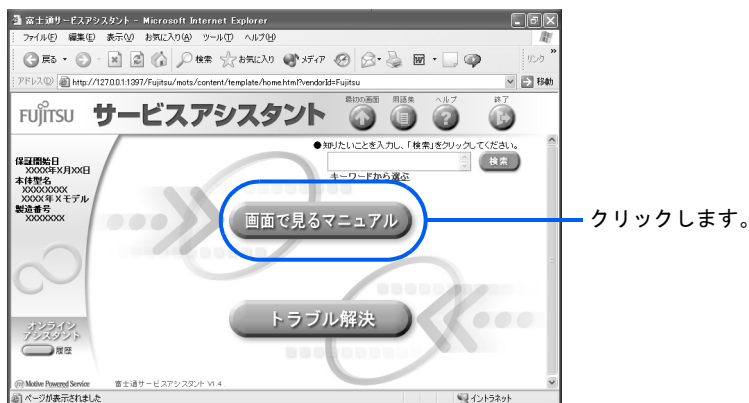 富士通サービスアシスタント - Microsoft Internet Explorer
ファイル(F) 編集(E) 表示(V) お気に入り(A) ツール(T) ヘルプ(H)
戻る 検索 お気に入り メディア リンク »
アドレス(D) http://127.0.0.1:1397/Fujitsu/mots/content/template/home.htm?vendorId=Fujitsu 移動
FUJITSU サービスアシスタント 最初の画面 用語集 ヘルプ 終了
●知りたいことを入力し、「検索」をクリックしてください。
検索
キーワードから選ぶ
保証開始日
XXXX年X月XX日
本体型名
XXXXXXXX
XXXX年Xモデル
製造番号
XXXXXXX
画面で見るマニュアル
クリックします。
トラブル解決
オンライン
アシスタント
履歴
Motive Powered Service 富士通サービスアシスタント V1.4
ページが表示されました イントラネット